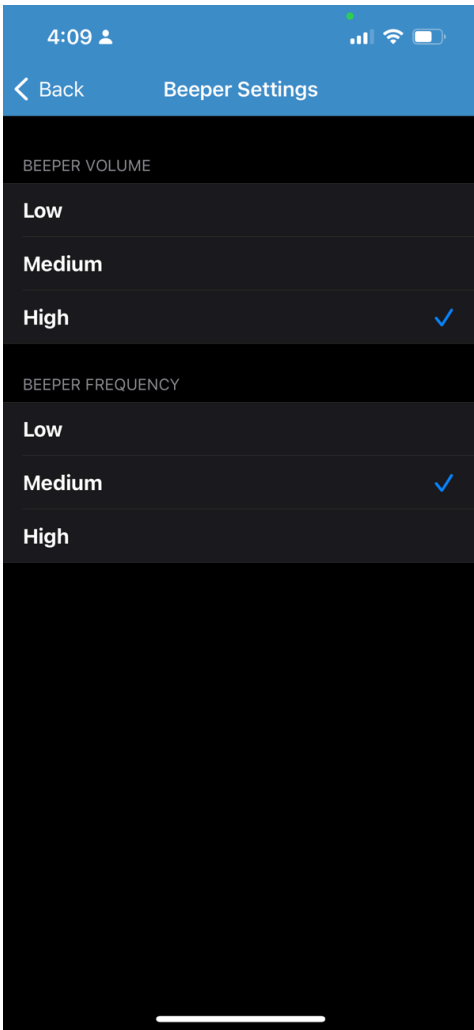 4:09
Back Beeper Settings
BEEPER VOLUME
Low
Medium
High
BEEPER FREQUENCY
Low
Medium
High